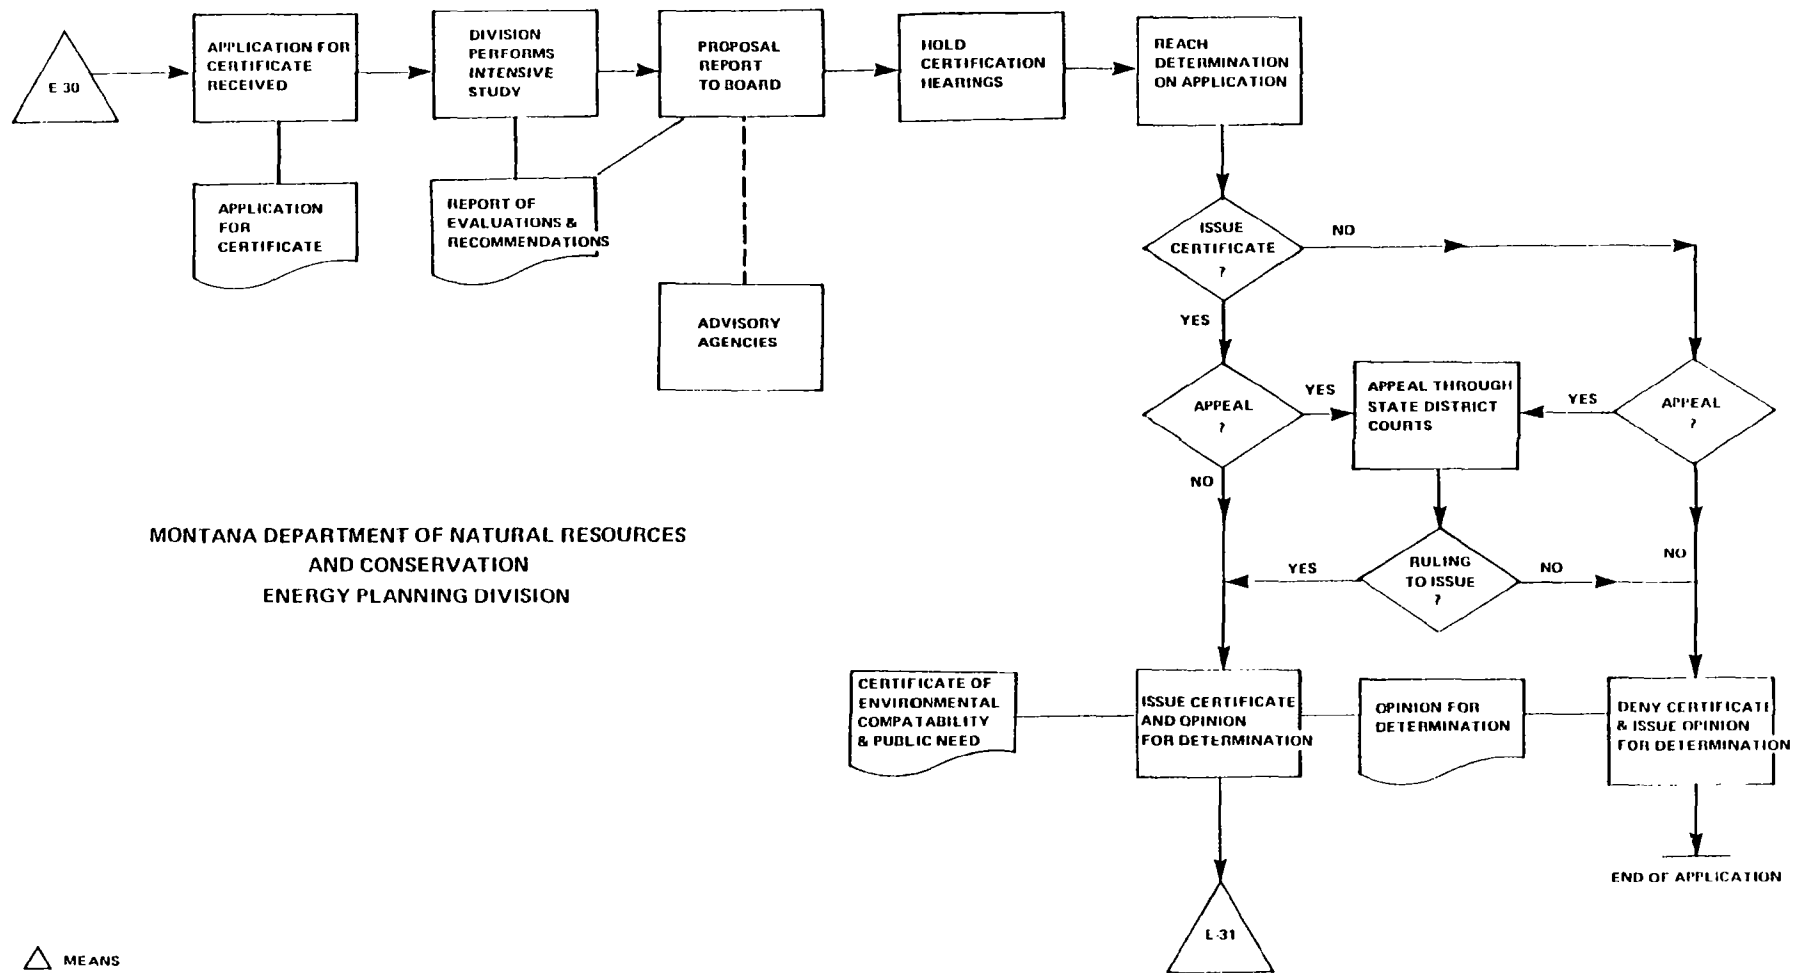 E 30
APPLICATION FOR
CERTIFICATE
RECEIVED
DIVISION
PERFORMS
INTENSIVE
STUDY
PROPOSAL
REPORT
TO BOARD
HOLD
CERTIFICATION
HEARINGS
REACH
DETERMINATION
ON APPLICATION
APPLICATION
FOR
CERTIFICATE
REPORT OF
EVALUATIONS &
RECOMMENDATIONS
ADVISORY
AGENCIES
ISSUE
CERTIFICATE
?
NO
YES
APPEAL
?
YES
APPEAL THROUGH
STATE DISTRICT
COURTS
YES
APPEAL
?
NO
NO
YES
RULING
TO ISSUE
?
NO
MONTANA DEPARTMENT OF NATURAL RESOURCES
AND CONSERVATION
ENERGY PLANNING DIVISION
CERTIFICATE OF
ENVIRONMENTAL
COMPATABILITY
& PUBLIC NEED
ISSUE CERTIFICATE
AND OPINION
FOR DETERMINATION
OPINION FOR
DETERMINATION
DENY CERTIFICATE
& ISSUE OPINION
FOR DETERMINATION
END OF APPLICATION
E-31
MEANS